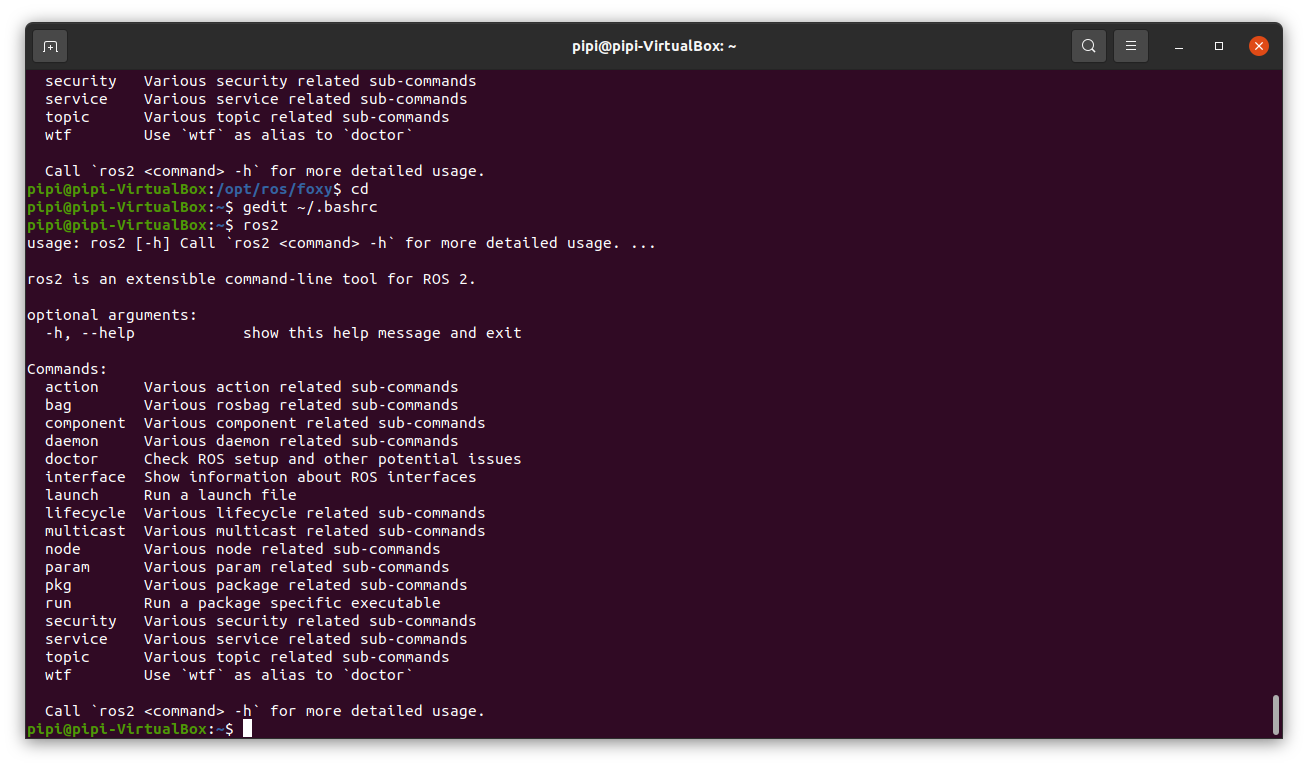 pipi@pipi-VirtualBox: ~
  security   Various security related sub-commands
  service    Various service related sub-commands
  topic      Various topic related sub-commands
  wtf        Use `wtf` as alias to `doctor`

  Call `ros2 <command> -h` for more detailed usage.
pipi@pipi-VirtualBox:/opt/ros/foxy$ cd
pipi@pipi-VirtualBox:~$ gedit ~/.bashrc
pipi@pipi-VirtualBox:~$ ros2
usage: ros2 [-h] Call `ros2 <command> -h` for more detailed usage. ...

ros2 is an extensible command-line tool for ROS 2.

optional arguments:
  -h, --help            show this help message and exit

Commands:
  action     Various action related sub-commands
  bag        Various rosbag related sub-commands
  component  Various component related sub-commands
  daemon     Various daemon related sub-commands
  doctor     Check ROS setup and other potential issues
  interface  Show information about ROS interfaces
  launch     Run a launch file
  lifecycle  Various lifecycle related sub-commands
  multicast  Various multicast related sub-commands
  node       Various node related sub-commands
  param      Various param related sub-commands
  pkg        Various package related sub-commands
  run        Run a package specific executable
  security   Various security related sub-commands
  service    Various service related sub-commands
  topic      Various topic related sub-commands
  wtf        Use `wtf` as alias to `doctor`

  Call `ros2 <command> -h` for more detailed usage.
pipi@pipi-VirtualBox:~$